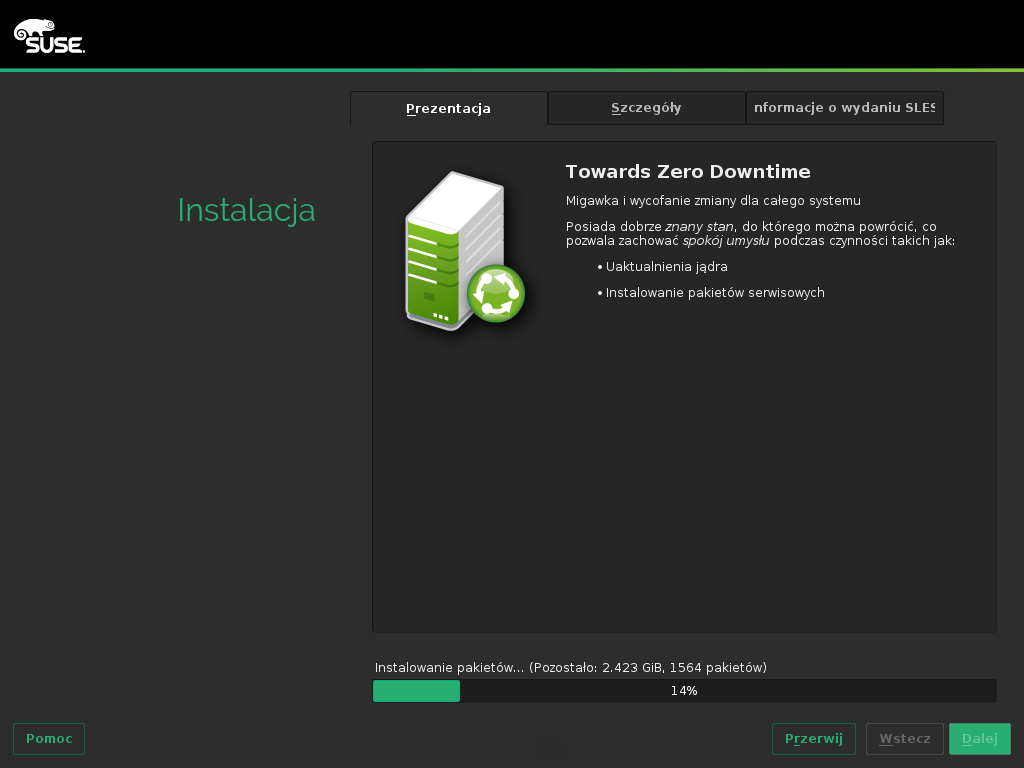 SUSE.
Prezentacja
Szczegóły
nformacje o wydaniu SLES
Instalacja
Towards Zero Downtime
Migawka i wycofanie zmiany dla całego systemu
Posiada dobrze znany stan, do którego można powrócić, co
pozwala zachować spokój umysłu podczas czynności takich jak:
• Uaktualnienia jądra
• Instalowanie pakietów serwisowych
Instalowanie pakietów... (Pozostało: 2.423 GiB, 1564 pakietów)
14%
Pomoc
Przerwij
Wstecz
Dalej